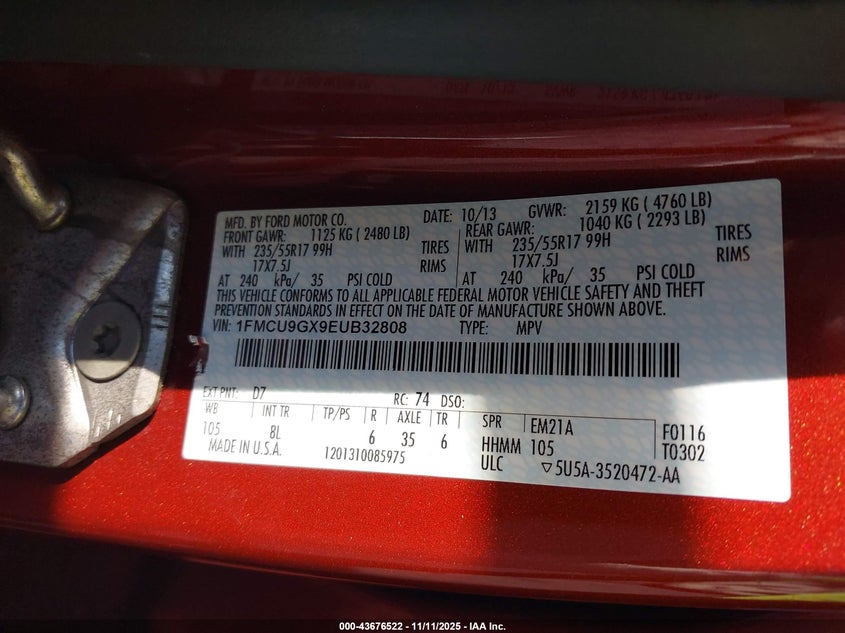 MFD. BY FORD MOTOR CO. DATE: 10/13 GVWR: 2159 KG ( 4760 LB)
FRONT GAWR: 1125 KG ( 2480 LB) REAR GAWR: 1040 KG ( 2293 LB)
WITH 235/55R17 99H TIRES WITH 235/55R17 99H TIRES
17X7.5J RIMS 17X7.5J RIMS
AT 240 kPa/ 35 PSI COLD AT 240 kPa/ 35 PSI COLD
THIS VEHICLE CONFORMS TO ALL APPLICABLE FEDERAL MOTOR VEHICLE SAFETY AND THEFT
PREVENTION STANDARDS IN EFFECT ON THE DATE OF MANUFACTURE SHOWN ABOVE.
VIN: 1FMCU9GX9EUB32808 TYPE: MPV
EXT PNT: D7 RC: 74 DSO:
WB INT TR TP/PS R AXLE TR SPR EM21A F0116
105 8L 6 35 6 HHMM 105 T0302
MADE IN U.S.A. 1201310085975 ULC ▽5U5A-3520472-AA
000-43676522 - 11/11/2025 - IAA Inc.